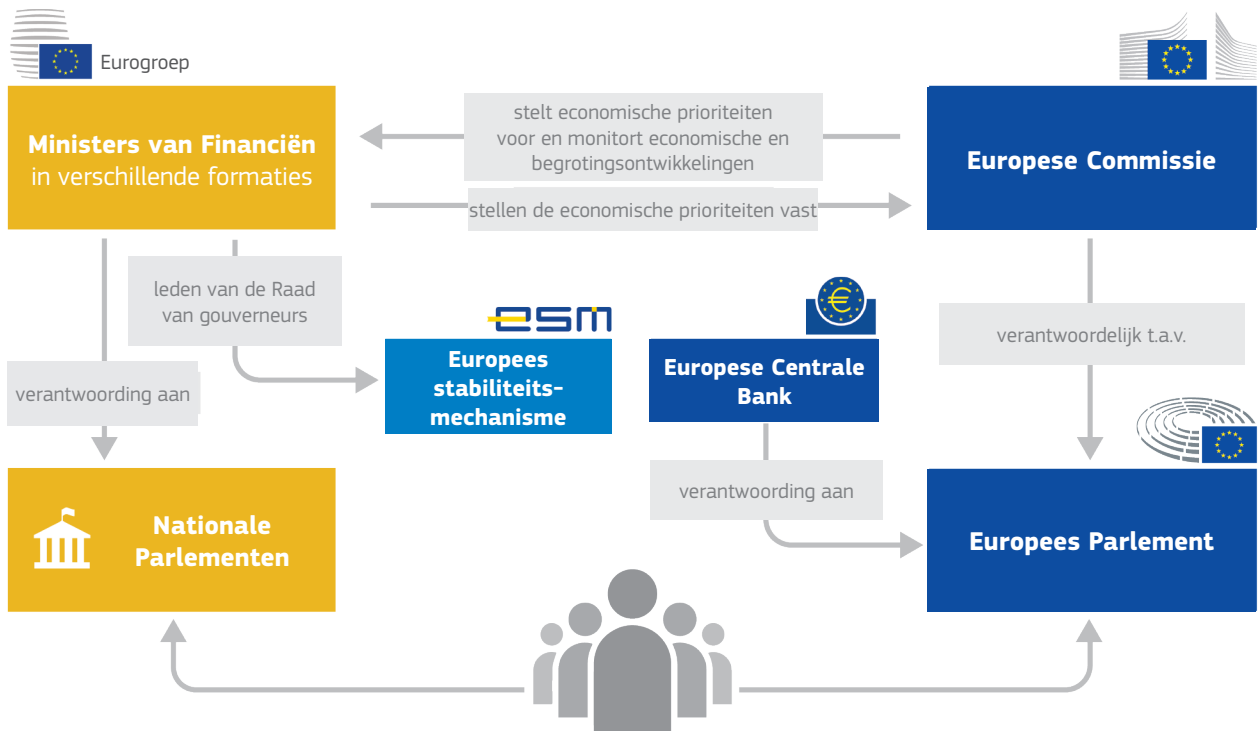 Eurogroep
Ministers van Financiën
in verschillende formaties
stelt economische prioriteiten
voor en monitort economische en
begrotingsontwikkelingen
stellen de economische prioriteiten vast
Europese Commissie
leden van de Raad
van gouverneurs
verantwoording aan
esm
Europees
stabiliteits-
mechanisme
Europese Centrale
Bank
verantwoordelijk t.a.v.
verantwoording aan
Nationale
Parlementen
Europees Parlement